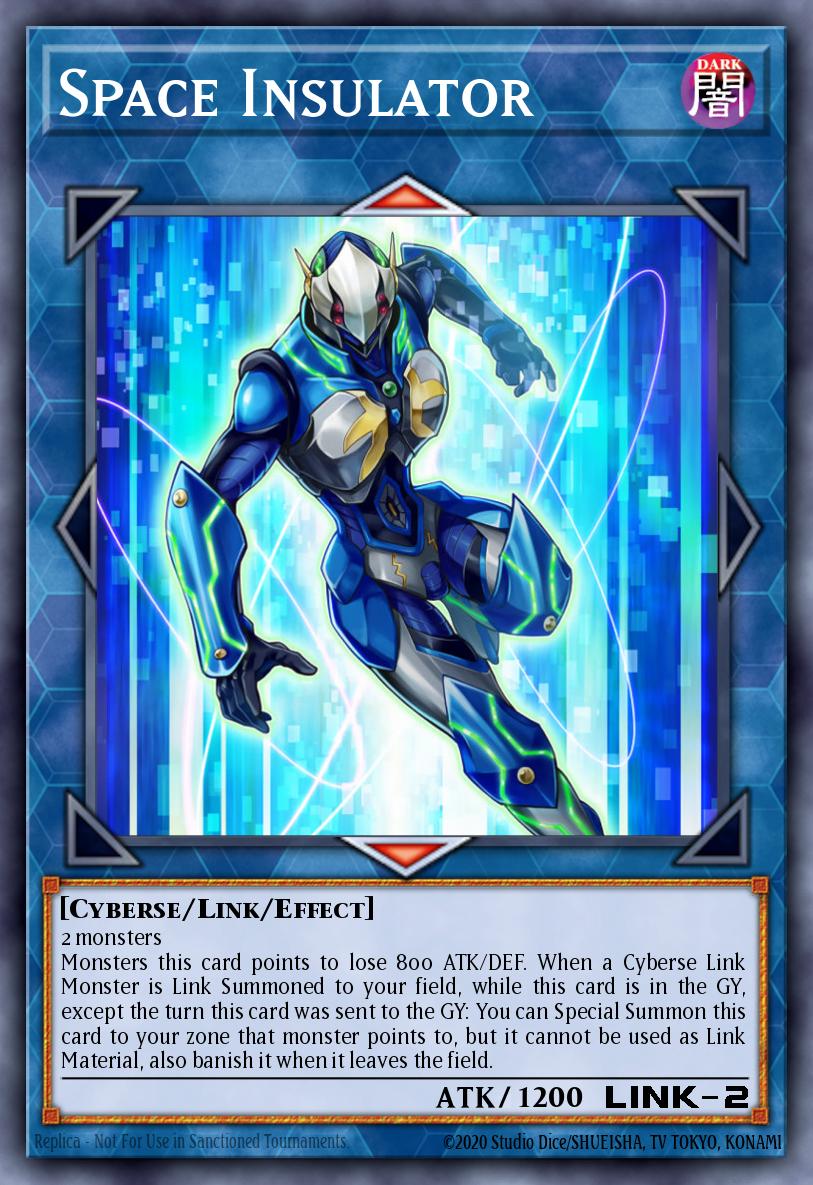 Space Insulator
DARK
闇
[Cyberse/Link/Effect]
2 monsters
Monsters this card points to lose 800 ATK/DEF. When a Cyberse Link
Monster is Link Summoned to your field, while this card is in the GY,
except the turn this card was sent to the GY: You can Special Summon this
card to your zone that monster points to, but it cannot be used as Link
Material, also banish it when it leaves the field.
ATK/1200 LINK-2
Replica - Not For Use in Sanctioned Tournaments.
©2020 Studio Dice/SHUEISHA, TV TOKYO, KONAMI